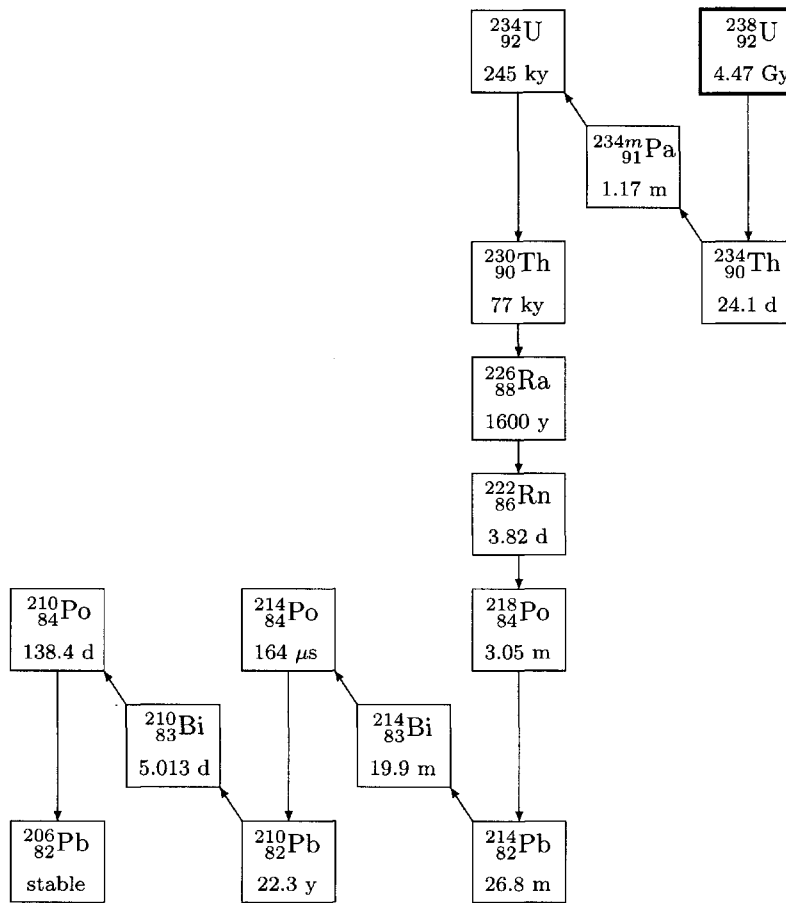 ²³⁴₉₂U
245 ky
²³⁸₉₂U
4.47 Gy
²³⁴ᵐ₉₁Pa
1.17 m
²³⁰₉₀Th
77 ky
²³⁴₉₀Th
24.1 d
²²⁶₈₈Ra
1600 y
²²²₈₆Rn
3.82 d
²¹⁰₈₄Po
138.4 d
²¹⁴₈₄Po
164 μs
²¹⁸₈₄Po
3.05 m
²¹⁰₈₃Bi
5.013 d
²¹⁴₈₃Bi
19.9 m
²⁰⁶₈₂Pb
stable
²¹⁰₈₂Pb
22.3 y
²¹⁴₈₂Pb
26.8 m